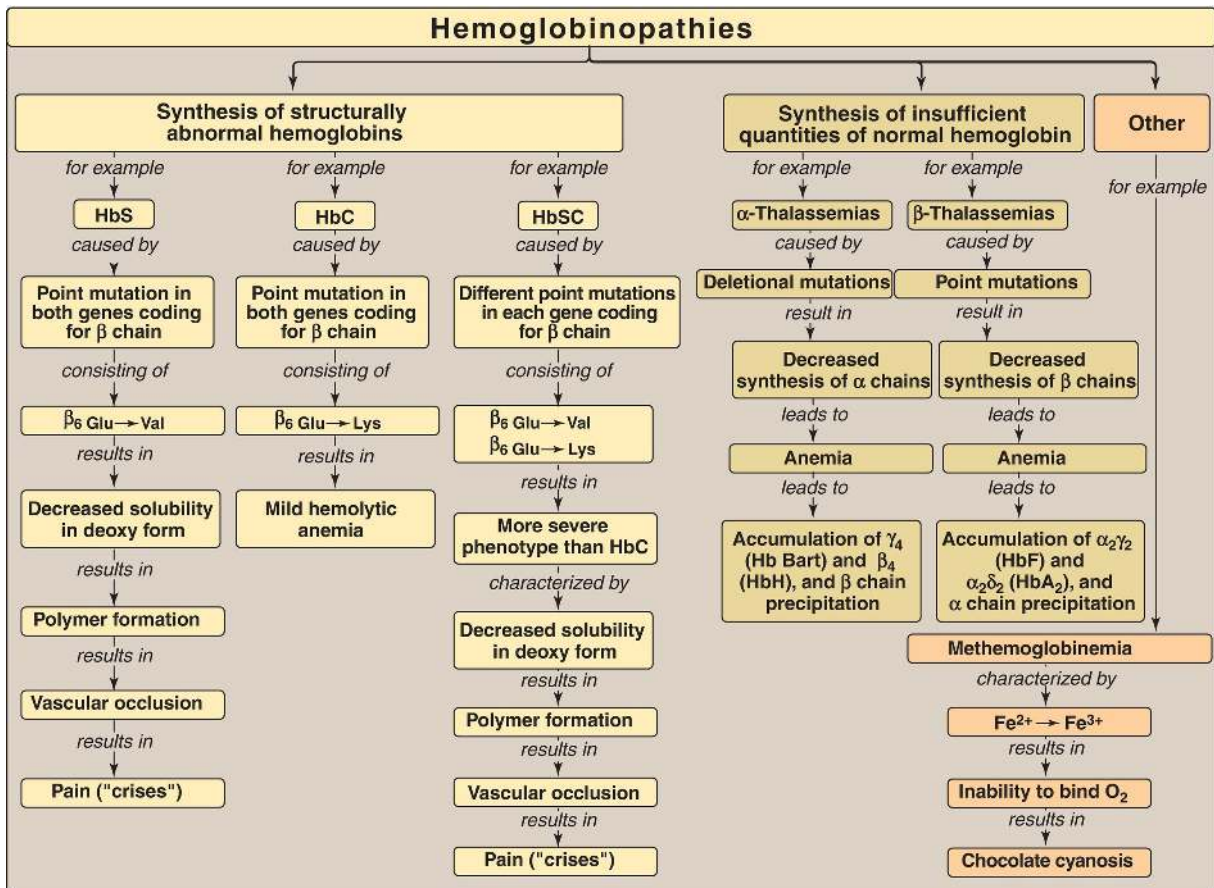 Hemoglobinopathies
Synthesis of structurally
abnormal hemoglobins
for example
HbS
caused by
Point mutation in
both genes coding
for β chain
consisting of
β₆ Glu→Val
results in
Decreased solubility
in deoxy form
results in
Polymer formation
results in
Vascular occlusion
results in
Pain ("crises")
for example
HbC
caused by
Point mutation in
both genes coding
for β chain
consisting of
β₆ Glu→Lys
results in
Mild hemolytic
anemia
for example
HbSC
caused by
Different point mutations
in each gene coding
for β chain
consisting of
β₆ Glu→Val
β₆ Glu→Lys
results in
More severe
phenotype than HbC
characterized by
Decreased solubility
in deoxy form
results in
Polymer formation
results in
Vascular occlusion
results in
Pain ("crises")
Synthesis of insufficient
quantities of normal hemoglobin
for example
α-Thalassemias
caused by
Deletional mutations
result in
Decreased
synthesis of α chains
leads to
Anemia
leads to
Accumulation of γ₄
(Hb Bart) and β₄
(HbH), and β chain
precipitation
for example
β-Thalassemias
caused by
Point mutations
result in
Decreased
synthesis of β chains
leads to
Anemia
leads to
Accumulation of α₂γ₂
(HbF) and
α₂δ₂ (HbA₂), and
α chain precipitation
Other
for example
Methemoglobinemia
characterized by
Fe²⁺ → Fe³⁺
results in
Inability to bind O₂
results in
Chocolate cyanosis